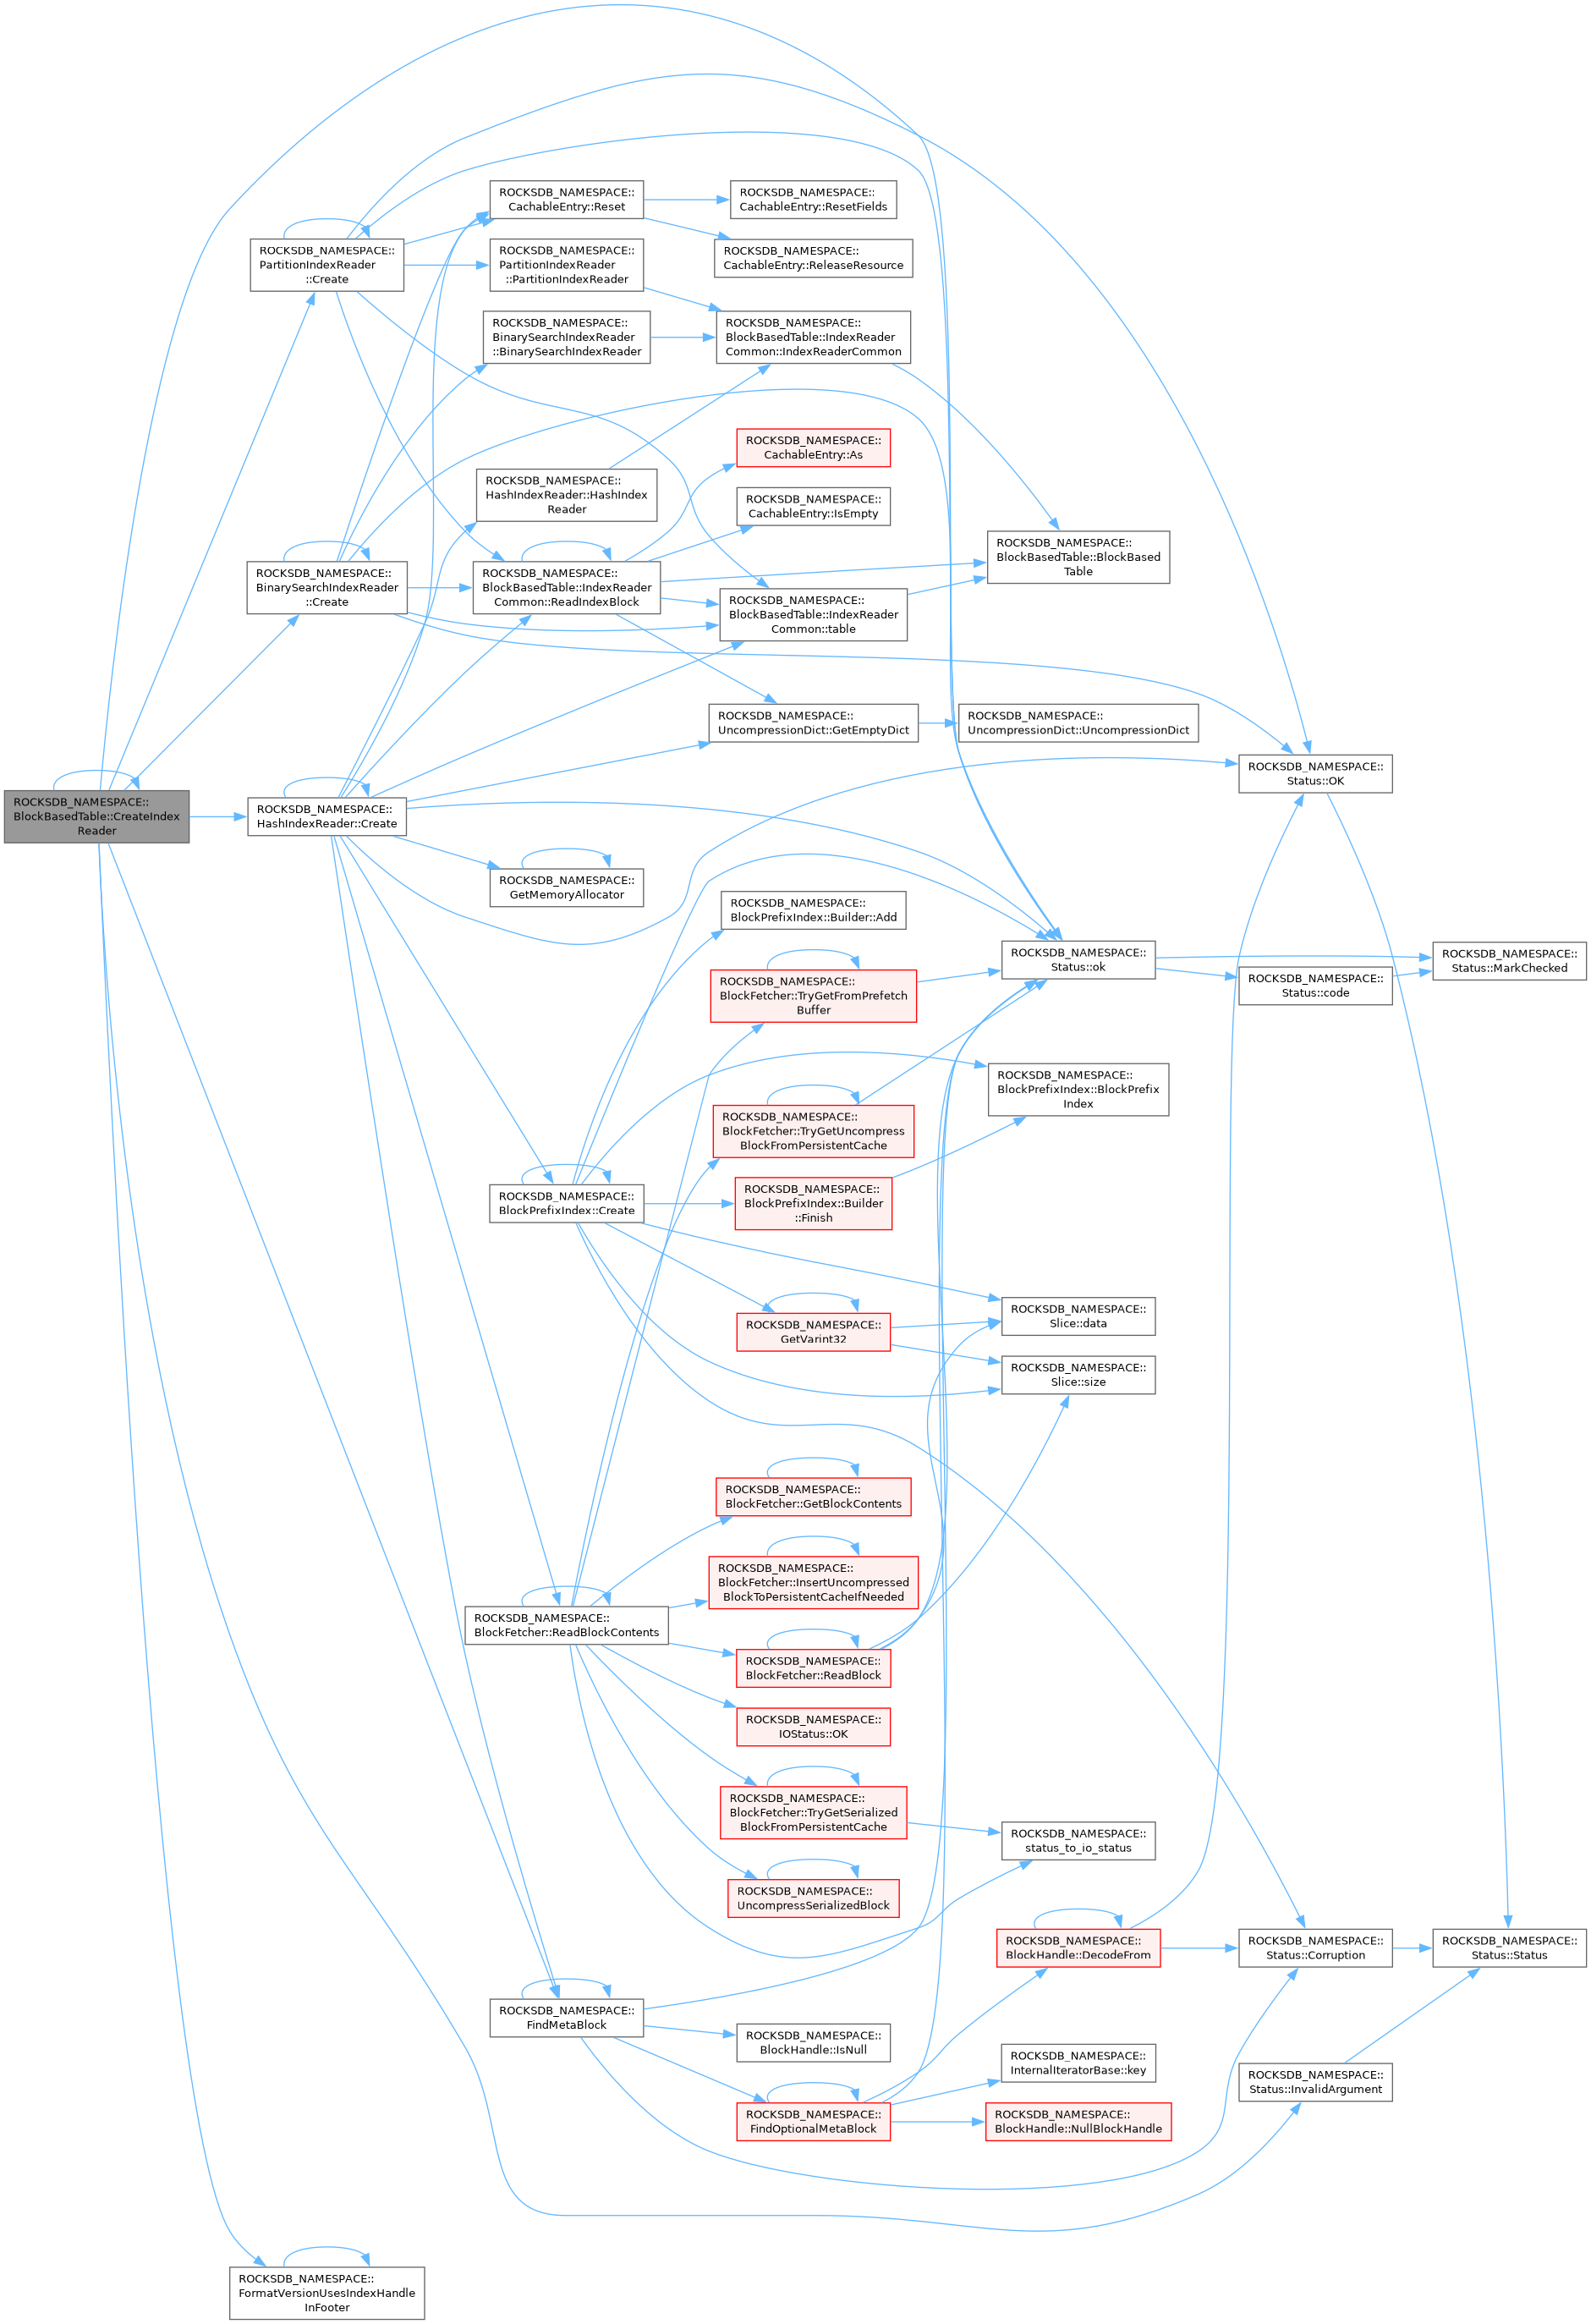 ROCKSDB_NAMESPACE::
BlockBasedTable::CreateIndex
Reader
ROCKSDB_NAMESPACE::
PartitionIndexReader
::Create
ROCKSDB_NAMESPACE::
BinarySearchIndexReader
::Create
ROCKSDB_NAMESPACE::
HashIndexReader::Create
ROCKSDB_NAMESPACE::
FormatVersionUsesIndexHandle
InFooter
ROCKSDB_NAMESPACE::
CachableEntry::Reset
ROCKSDB_NAMESPACE::
PartitionIndexReader
::PartitionIndexReader
ROCKSDB_NAMESPACE::
BinarySearchIndexReader
::BinarySearchIndexReader
ROCKSDB_NAMESPACE::
HashIndexReader::HashIndex
Reader
ROCKSDB_NAMESPACE::
BlockBasedTable::IndexReader
Common::ReadIndexBlock
ROCKSDB_NAMESPACE::
GetMemoryAllocator
ROCKSDB_NAMESPACE::
BlockPrefixIndex::Create
ROCKSDB_NAMESPACE::
BlockFetcher::ReadBlockContents
ROCKSDB_NAMESPACE::
FindMetaBlock
ROCKSDB_NAMESPACE::
CachableEntry::ResetFields
ROCKSDB_NAMESPACE::
CachableEntry::ReleaseResource
ROCKSDB_NAMESPACE::
BlockBasedTable::IndexReader
Common::IndexReaderCommon
ROCKSDB_NAMESPACE::
CachableEntry::As
ROCKSDB_NAMESPACE::
CachableEntry::IsEmpty
ROCKSDB_NAMESPACE::
BlockBasedTable::IndexReader
Common::table
ROCKSDB_NAMESPACE::
UncompressionDict::GetEmptyDict
ROCKSDB_NAMESPACE::
BlockPrefixIndex::Builder::Add
ROCKSDB_NAMESPACE::
BlockFetcher::TryGetFromPrefetch
Buffer
ROCKSDB_NAMESPACE::
BlockFetcher::TryGetUncompress
BlockFromPersistentCache
ROCKSDB_NAMESPACE::
BlockPrefixIndex::Builder
::Finish
ROCKSDB_NAMESPACE::
GetVarint32
ROCKSDB_NAMESPACE::
BlockFetcher::GetBlockContents
ROCKSDB_NAMESPACE::
BlockFetcher::InsertUncompressed
BlockToPersistentCacheIfNeeded
ROCKSDB_NAMESPACE::
BlockFetcher::ReadBlock
ROCKSDB_NAMESPACE::
IOStatus::OK
ROCKSDB_NAMESPACE::
BlockFetcher::TryGetSerialized
BlockFromPersistentCache
ROCKSDB_NAMESPACE::
UncompressSerializedBlock
ROCKSDB_NAMESPACE::
BlockHandle::IsNull
ROCKSDB_NAMESPACE::
FindOptionalMetaBlock
ROCKSDB_NAMESPACE::
BlockBasedTable::BlockBased
Table
ROCKSDB_NAMESPACE::
UncompressionDict::UncompressionDict
ROCKSDB_NAMESPACE::
Status::ok
ROCKSDB_NAMESPACE::
BlockPrefixIndex::BlockPrefix
Index
ROCKSDB_NAMESPACE::
Slice::data
ROCKSDB_NAMESPACE::
Slice::size
ROCKSDB_NAMESPACE::
status_to_io_status
ROCKSDB_NAMESPACE::
BlockHandle::DecodeFrom
ROCKSDB_NAMESPACE::
InternalIteratorBase::key
ROCKSDB_NAMESPACE::
BlockHandle::NullBlockHandle
ROCKSDB_NAMESPACE::
Status::OK
ROCKSDB_NAMESPACE::
Status::code
ROCKSDB_NAMESPACE::
Status::Corruption
ROCKSDB_NAMESPACE::
Status::InvalidArgument
ROCKSDB_NAMESPACE::
Status::MarkChecked
ROCKSDB_NAMESPACE::
Status::Status